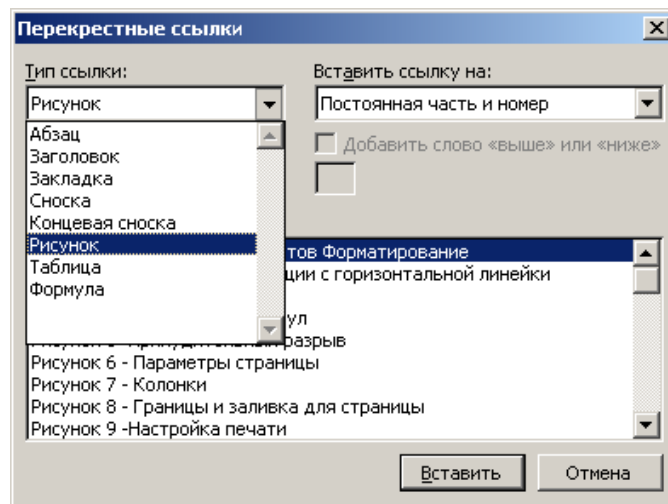 Перекрестные ссылки
Тип ссылки:
Вставить ссылку на:
Рисунок
Постоянная часть и номер
Абзац
Заголовок
Закладка
Сноска
Концевая сноска
Рисунок
Таблица
Формула
Добавить слово «выше» или «ниже»
тов Форматирование
ции с горизонтальной линейки
ул
разрыв
Рисунок 6 - Параметры страницы
Рисунок 7 - Колонки
Рисунок 8 - Границы и заливка для страницы
Рисунок 9 -Настройка печати
Вставить
Отмена